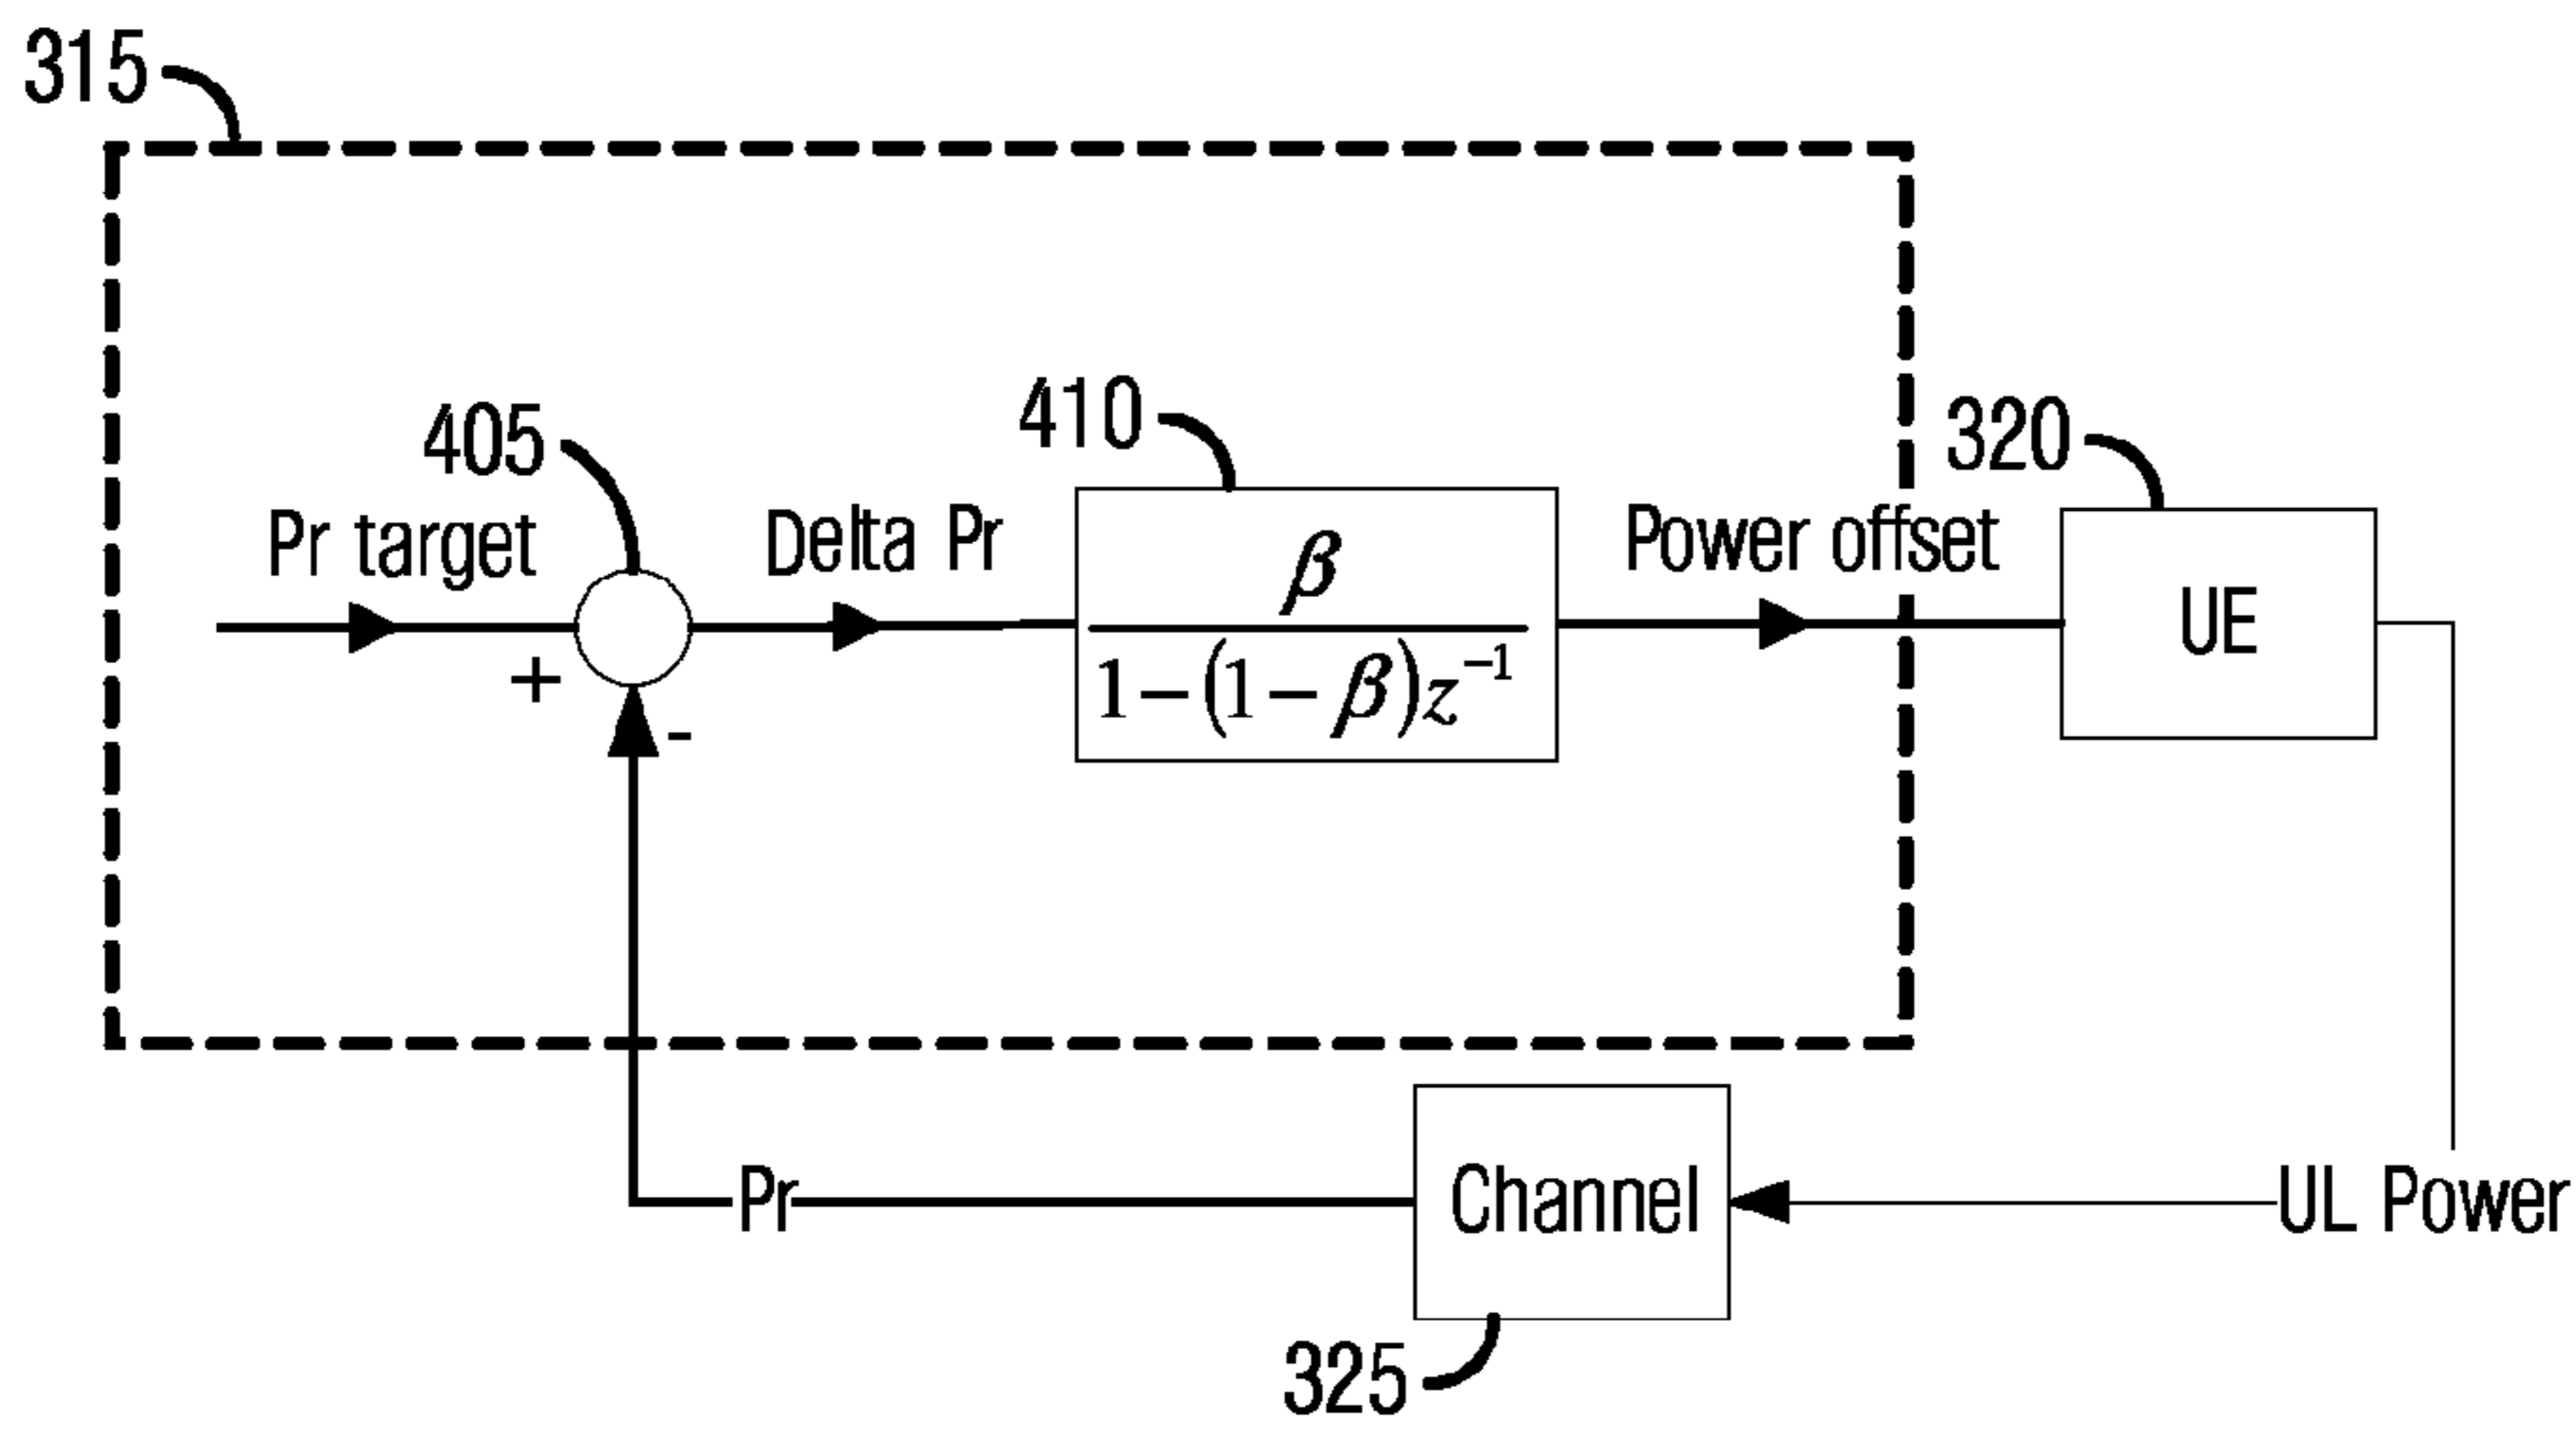 315
405
410
320
Pr target
Delta Pr
Power offset
+
-
β
1-(1-β)z⁻¹
UE
Pr
Channel
UL Power
325